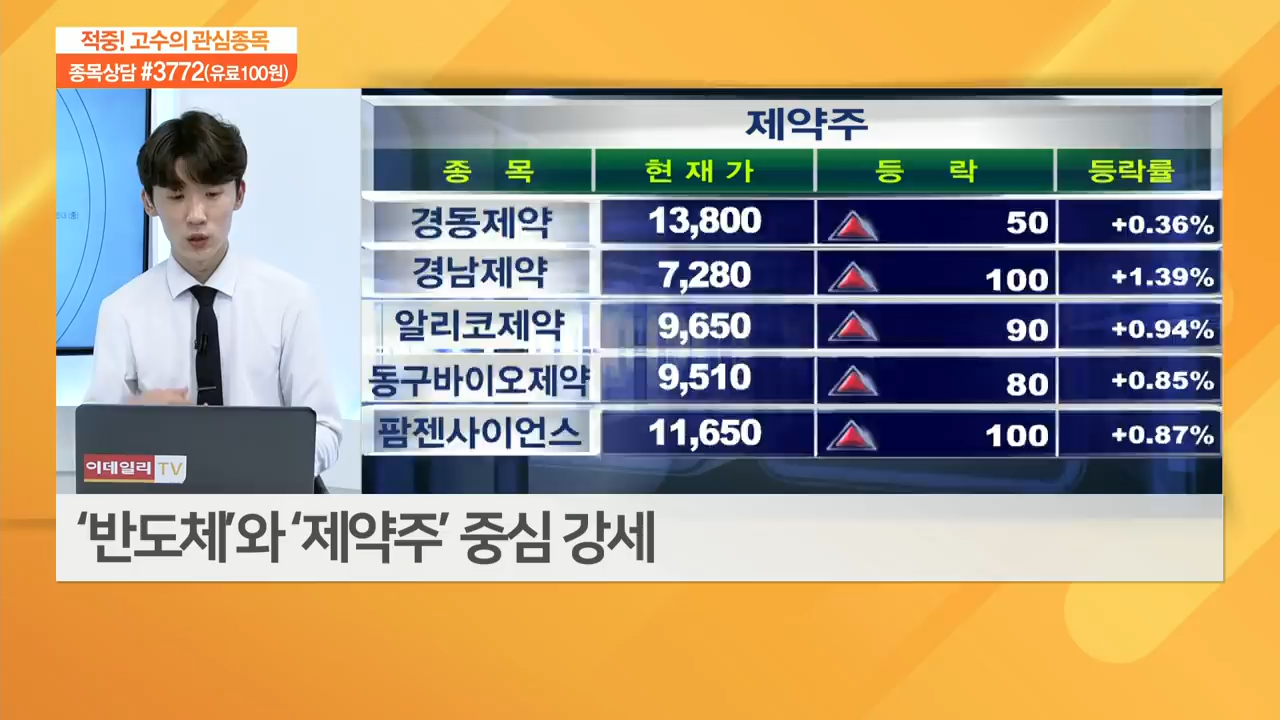 적중! 고수의 관심종목
종목상담 #3772(유료100원)
제약주
종 목 현 재 가 등 락 등락률
경동제약 13,800 50 +0.36%
경남제약 7,280 100 +1.39%
알리코제약 9,650 90 +0.94%
동구바이오제약 9,510 80 +0.85%
팜젠사이언스 11,650 100 +0.87%
이데일리 TV
‘반도체’와 ‘제약주’ 중심 강세